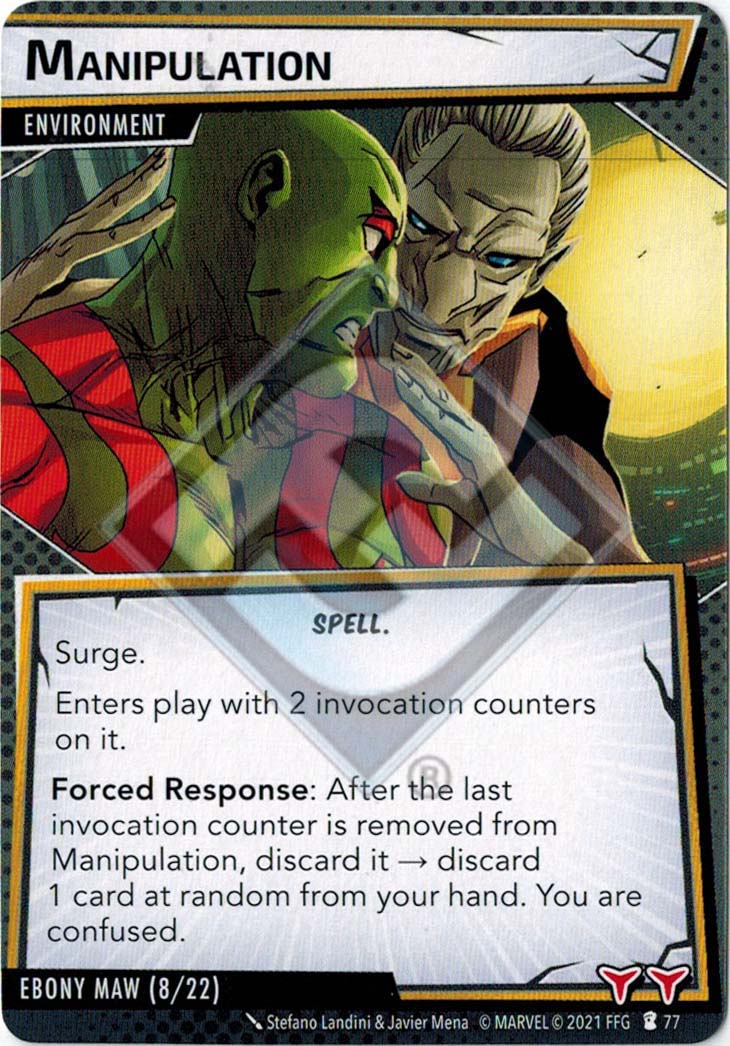 MANIPULATION
ENVIRONMENT
SPELL.
Surge.
Enters play with 2 invocation counters
on it.
Forced Response: After the last
invocation counter is removed from
Manipulation, discard it → discard
1 card at random from your hand. You are
confused.
EBONY MAW (8/22)
Stefano Landini & Javier Mena © MARVEL © 2021 FFG 77